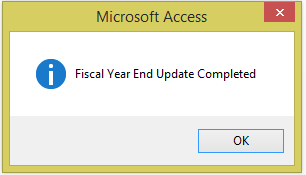 Microsoft Access
Fiscal Year End Update Completed
OK